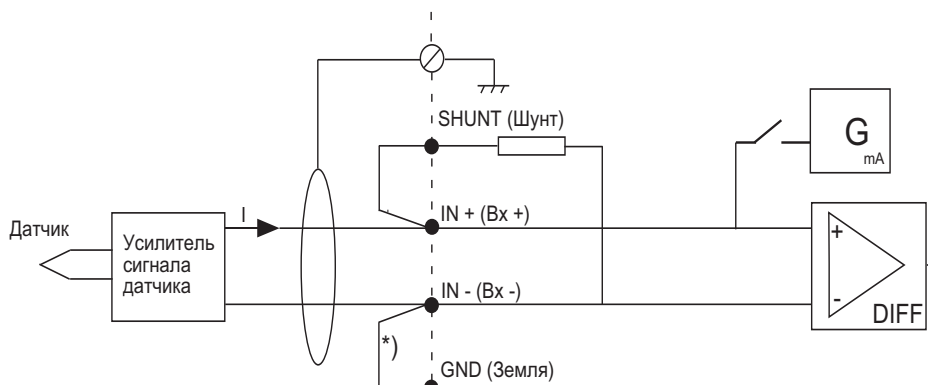 SHUNT (Шунт)
G
mA
I
IN + (Вх +)
Датчик
Усилитель
сигнала
датчика
+
IN - (Вх -)
-
DIFF
*)
GND (Земля)